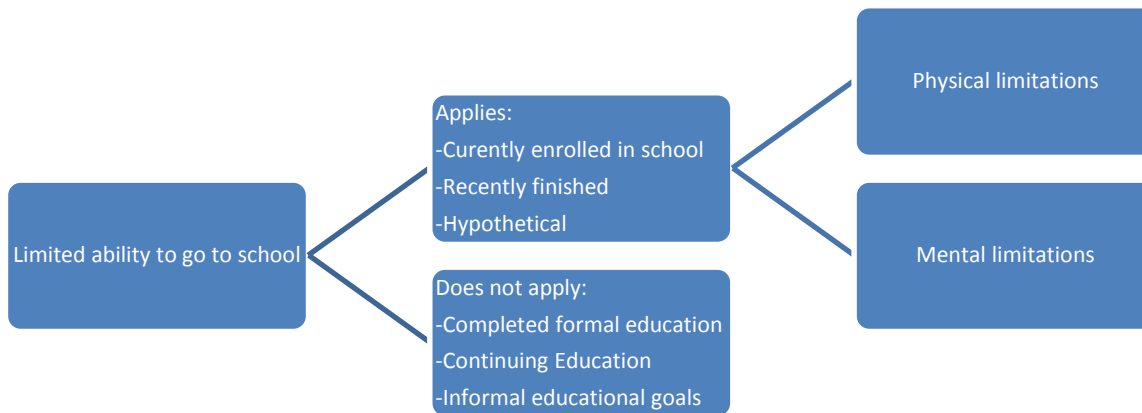 Limited ability to go to school
Applies:
-Curently enrolled in school
-Recently finished
-Hypothetical
Does not apply:
-Completed formal education
-Continuing Education
-Informal educational goals
Physical limitations
Mental limitations